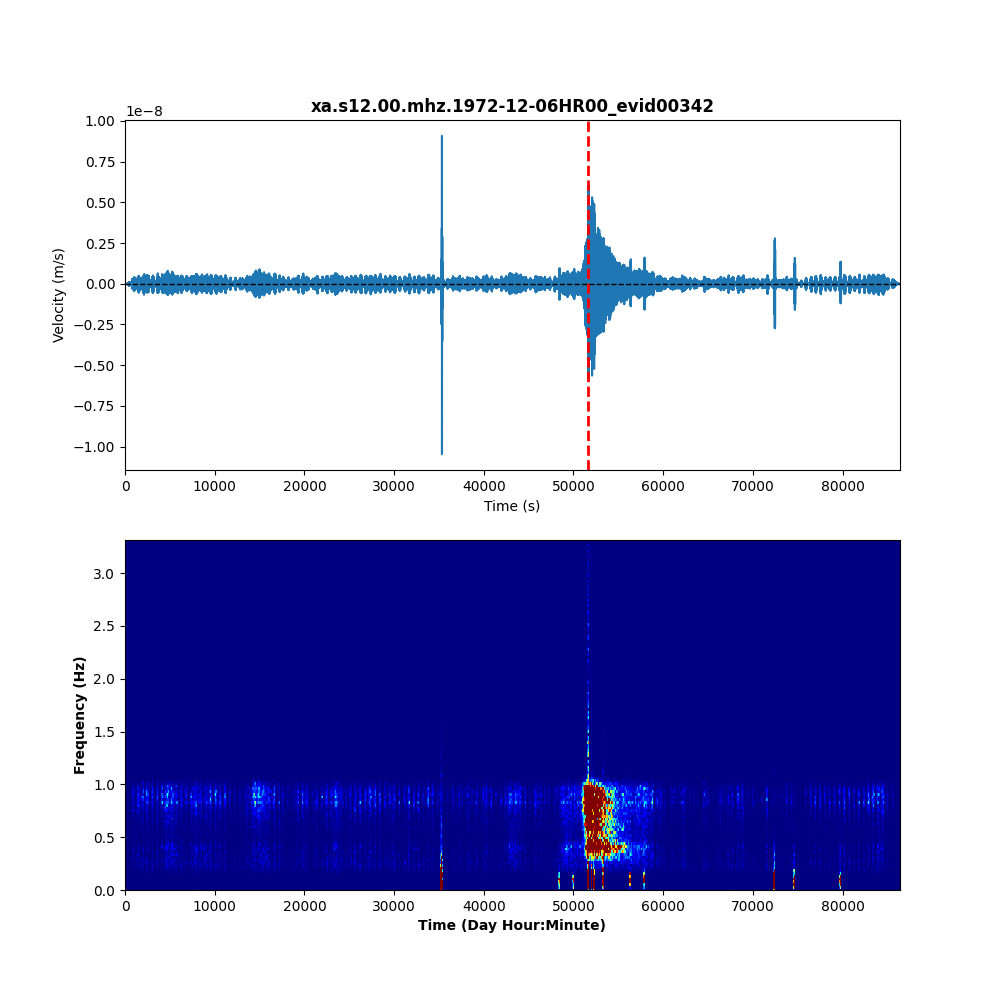 xa.s12.00.mhz.1972-12-06HR00_evid00342
1e−8
1.00
0.75
0.50
0.25
0.00
−0.25
−0.50
−0.75
−1.00
Velocity (m/s)
0 10000 20000 30000 40000 50000 60000 70000 80000
Time (s)
3.0
2.5
2.0
1.5
1.0
0.5
0.0
Frequency (Hz)
0 10000 20000 30000 40000 50000 60000 70000 80000
Time (Day Hour:Minute)